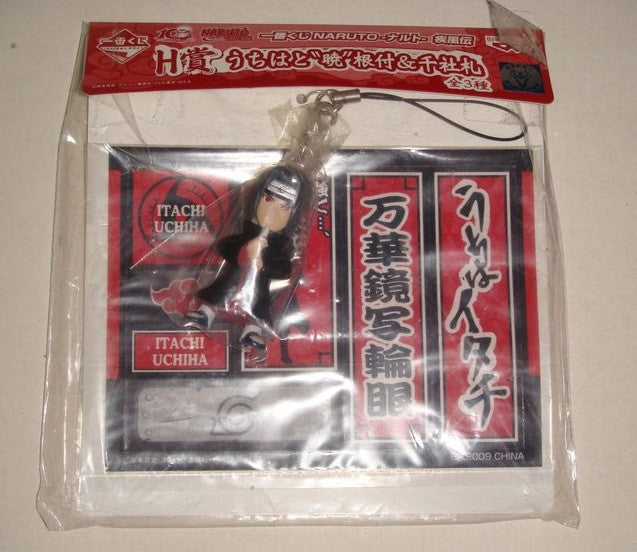 一番くじ
10th
NARUTO
一番くじ NARUTO -ナルト- 疾風伝
H賞 うちはと“暁”根付&千社札
全3種
ITACHI
UCHIHA
ITACHI
UCHIHA
万華鏡写輪眼
うちはイタチ
2009 CHINA